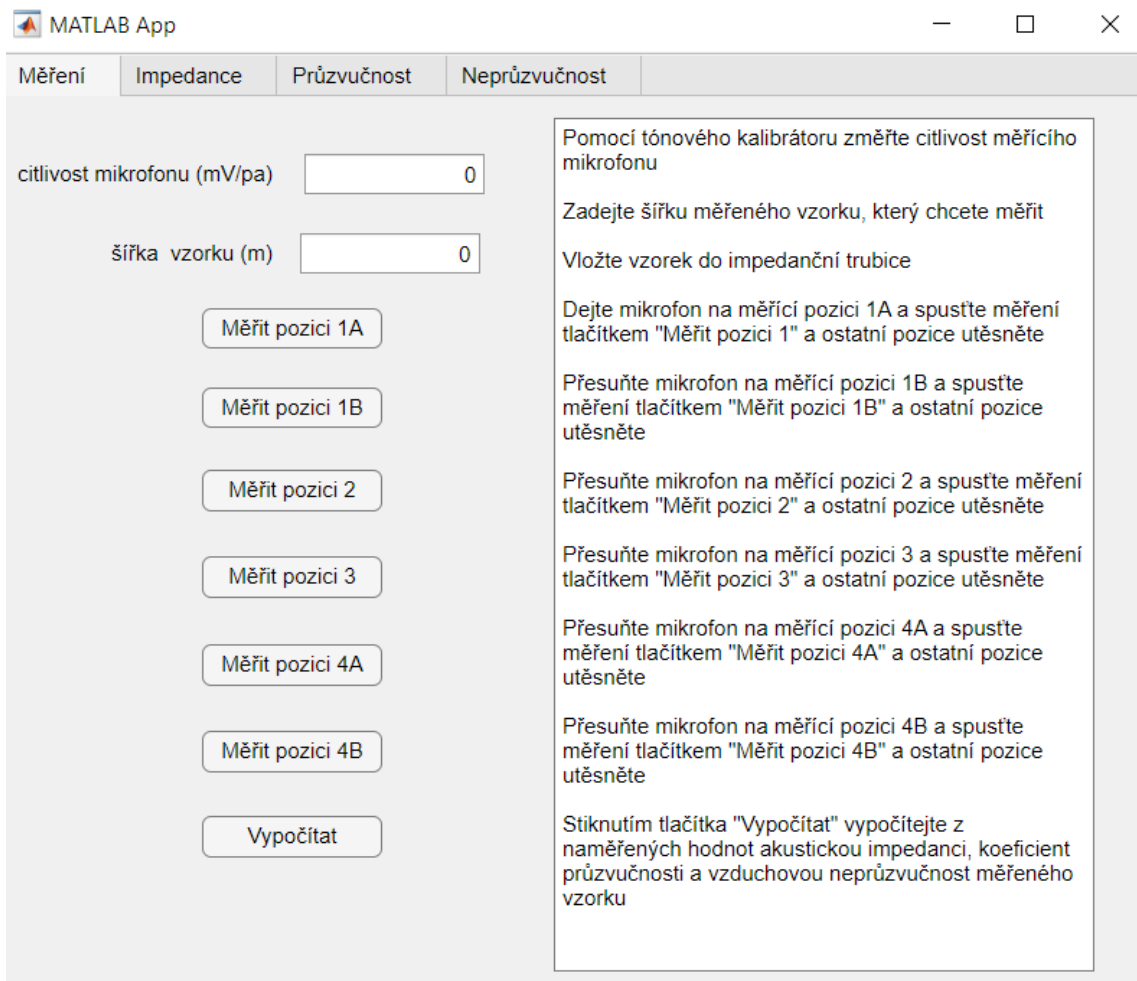 MATLAB App
Měření
Impedance
Průzvučnost
Neprůzvučnost
citlivost mikrofonu (mV/pa)
0
šířka vzorku (m)
0
Měřit pozici 1A
Měřit pozici 1B
Měřit pozici 2
Měřit pozici 3
Měřit pozici 4A
Měřit pozici 4B
Vypočítat
Pomocí tónového kalibrátoru změřte citlivost měřícího
mikrofonu
Zadejte šířku měřeného vzorku, který chcete měřit
Vložte vzorek do impedanční trubice
Dejte mikrofon na měřící pozici 1A a spusťte měření
tlačítkem "Měřit pozici 1" a ostatní pozice utěsněte
Přesuňte mikrofon na měřící pozici 1B a spusťte
měření tlačítkem "Měřit pozici 1B" a ostatní pozice
utěsněte
Přesuňte mikrofon na měřící pozici 2 a spusťte měření
tlačítkem "Měřit pozici 2" a ostatní pozice utěsněte
Přesuňte mikrofon na měřící pozici 3 a spusťte měření
tlačítkem "Měřit pozici 3" a ostatní pozice utěsněte
Přesuňte mikrofon na měřící pozici 4A a spusťte
měření tlačítkem "Měřit pozici 4A" a ostatní pozice
utěsněte
Přesuňte mikrofon na měřící pozici 4B a spusťte
měření tlačítkem "Měřit pozici 4B" a ostatní pozice
utěsněte
Stiknutím tlačítka "Vypočítat" vypočítejte z
naměřených hodnot akustickou impedanci, koeficient
průzvučnosti a vzduchovou neprůzvučnost měřeného
vzorku